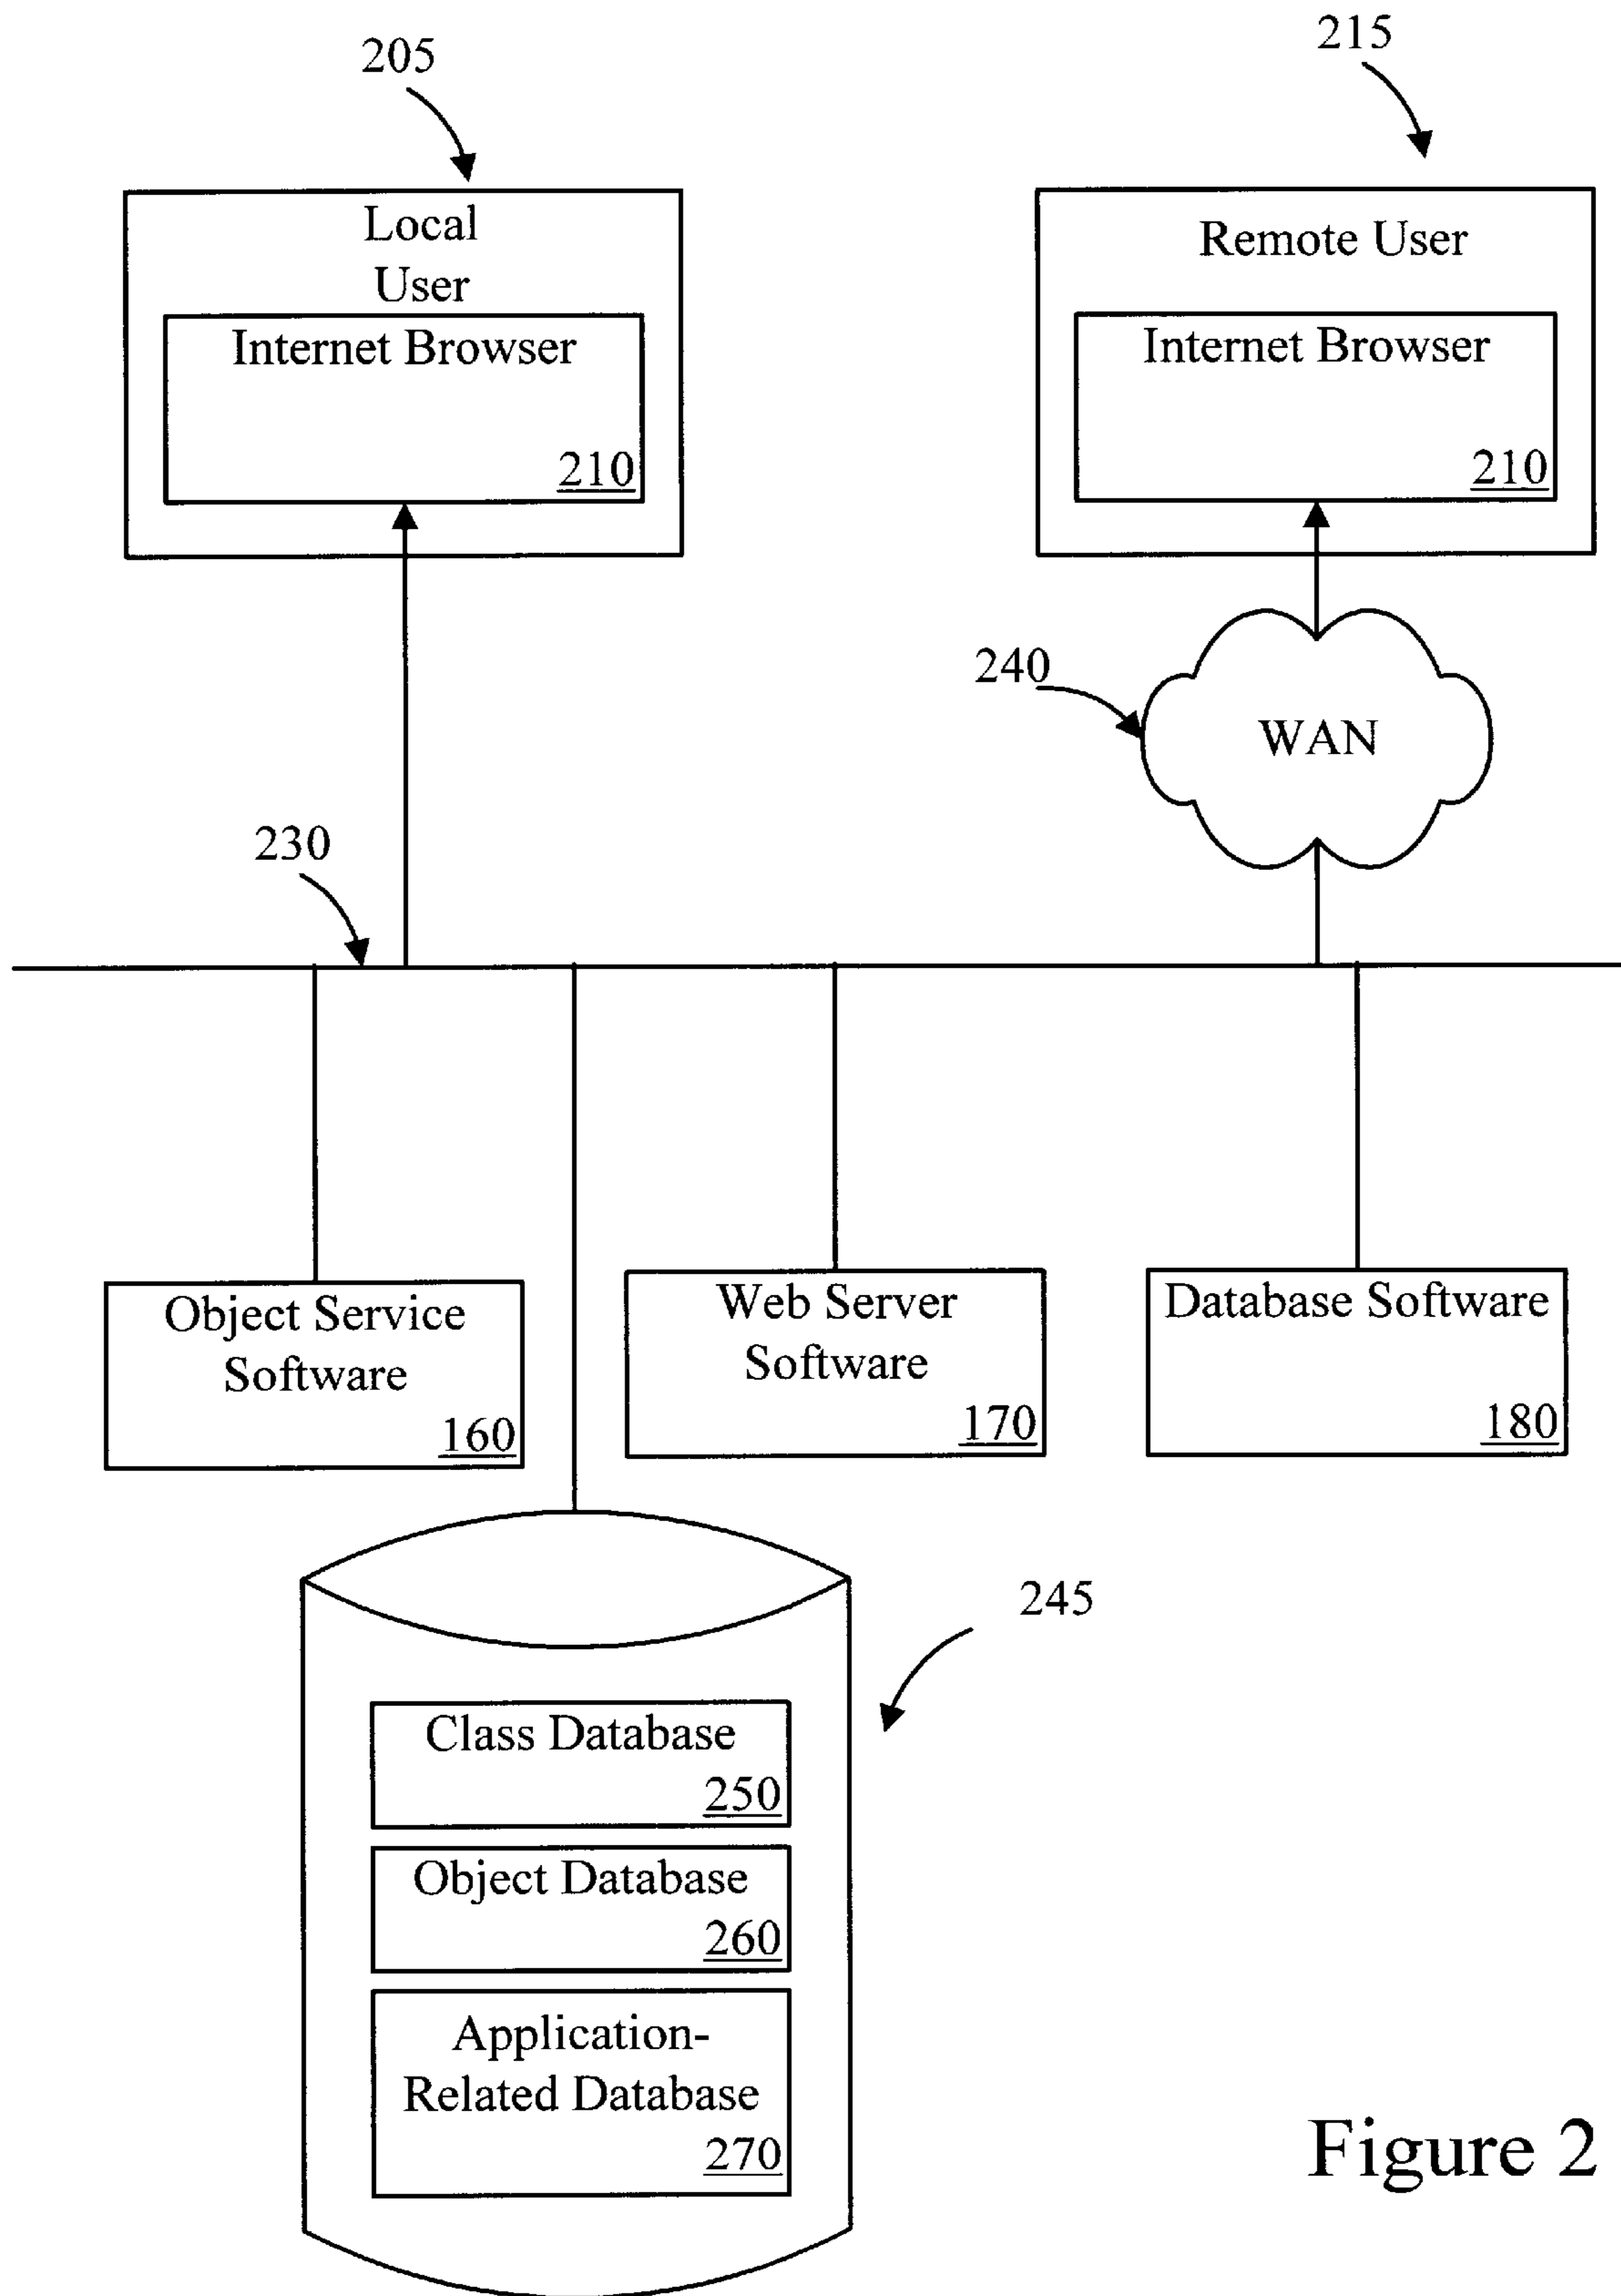 205
215
Local
User
Internet Browser
210
Remote User
Internet Browser
210
240
WAN
230
Object Service
Software
160
Web Server
Software
170
Database Software
180
245
Class Database
250
Object Database
260
Application-
Related Database
270
Figure 2